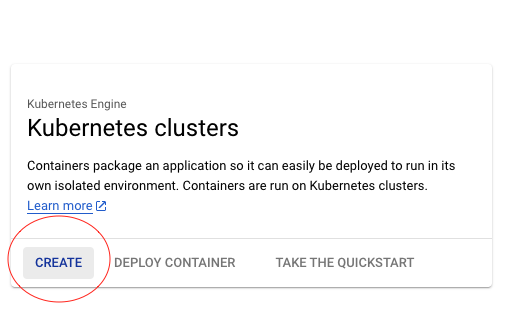 Kubernetes Engine
Kubernetes clusters
Containers package an application so it can easily be deployed to run in its
own isolated environment. Containers are run on Kubernetes clusters.
Learn more
CREATE DEPLOY CONTAINER TAKE THE QUICKSTART